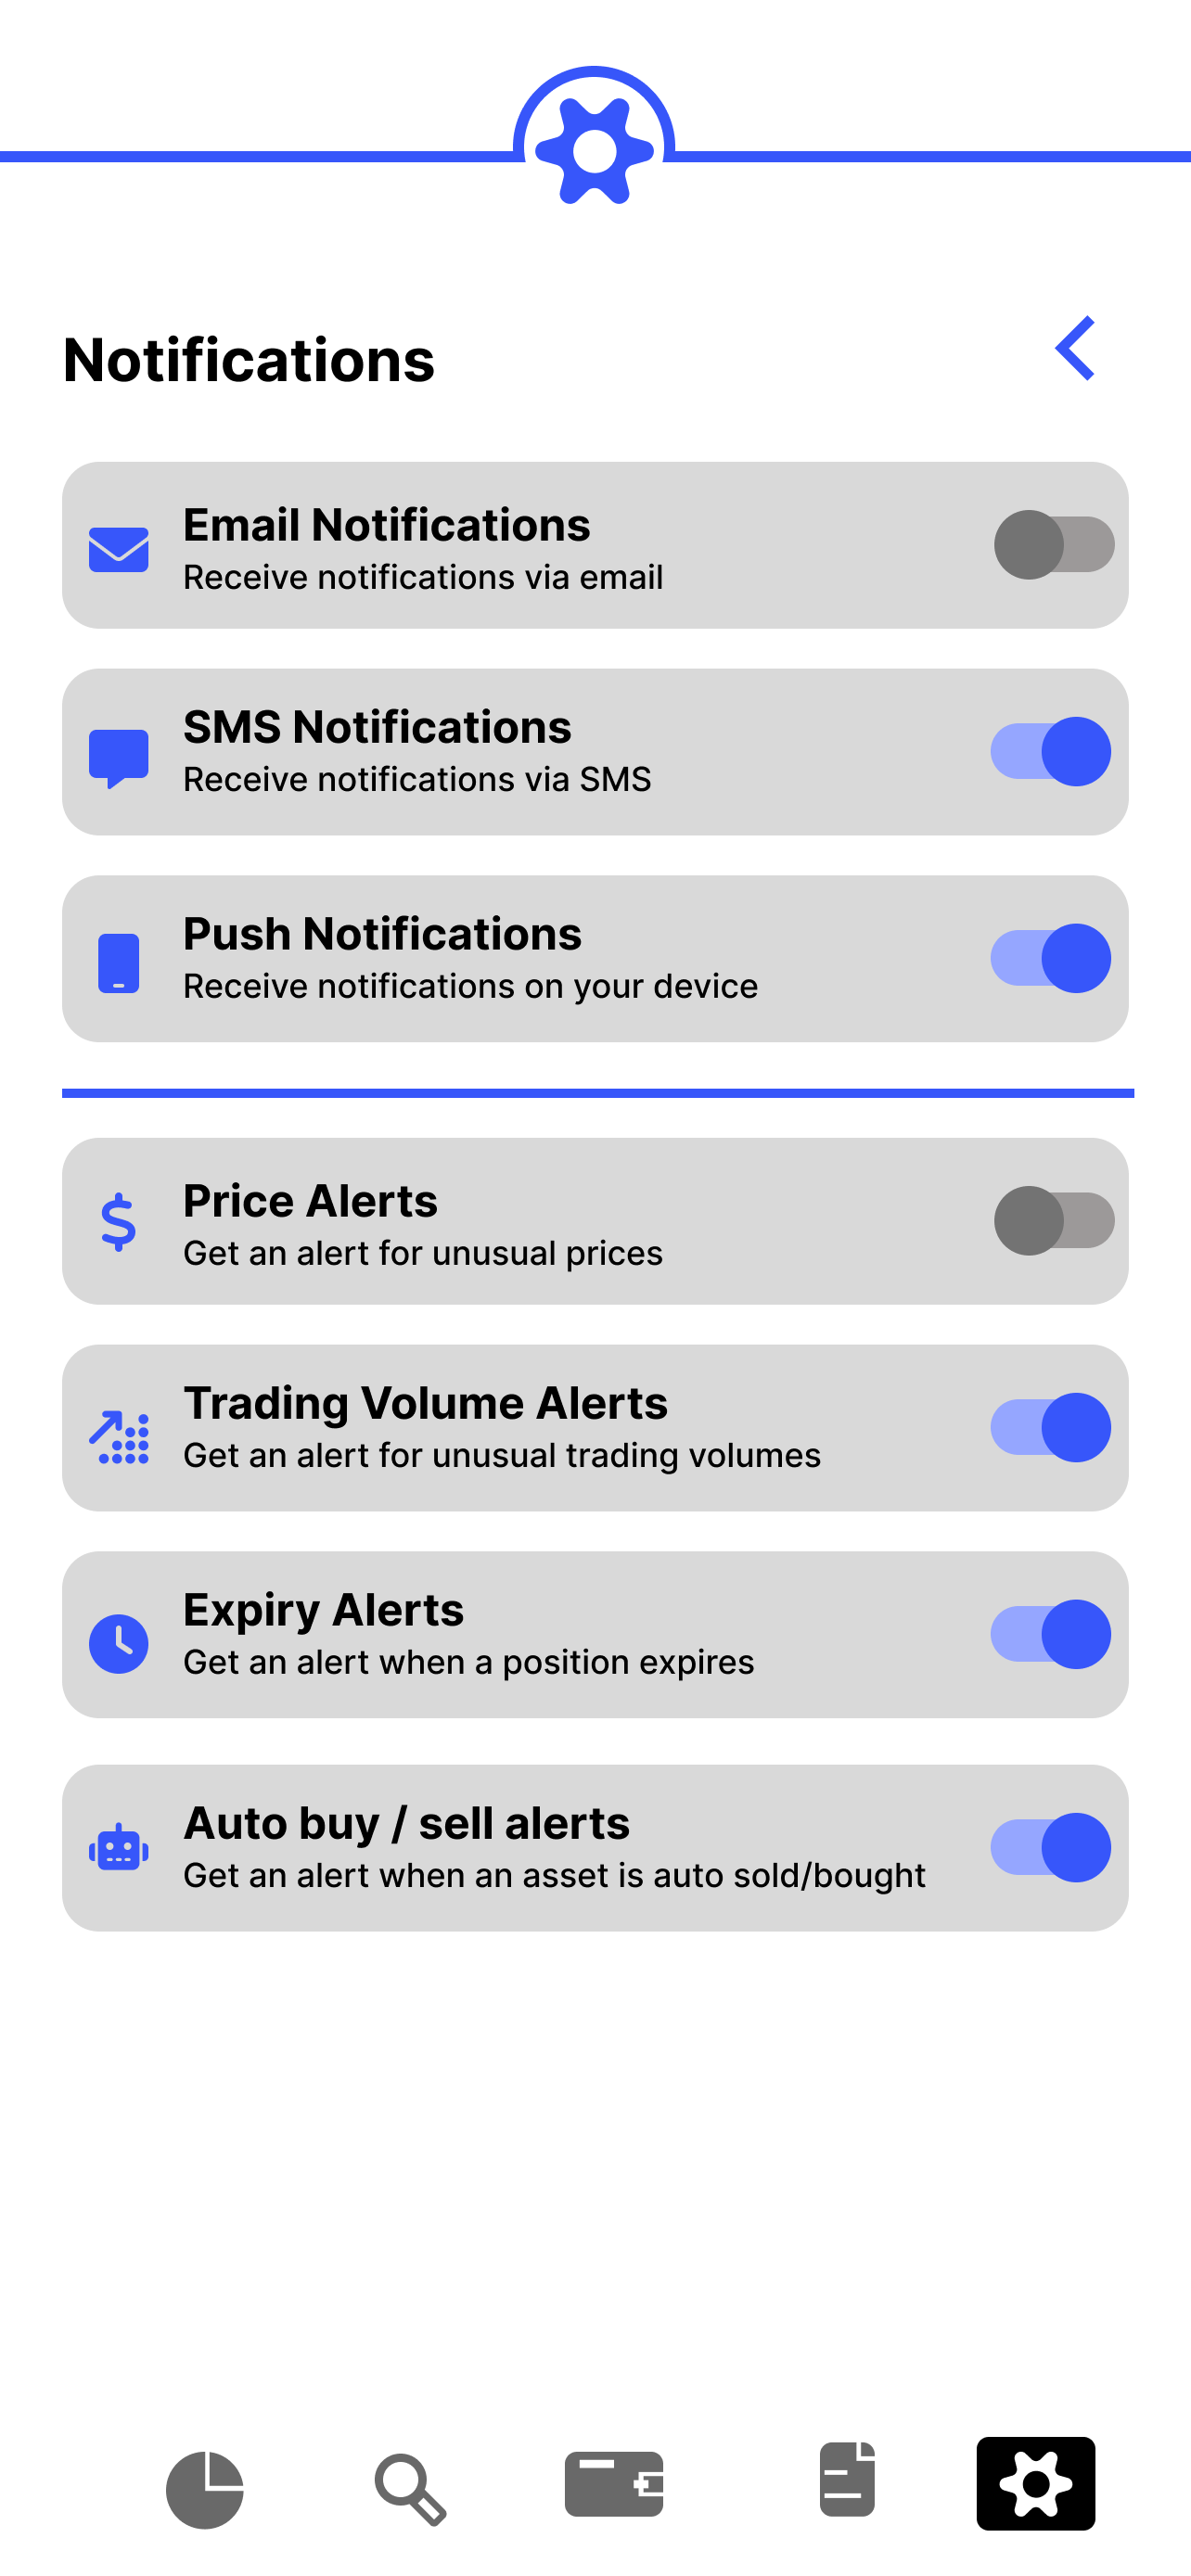 Notifications
Email Notifications
Receive notifications via email
SMS Notifications
Receive notifications via SMS
Push Notifications
Receive notifications on your device
Price Alerts
Get an alert for unusual prices
Trading Volume Alerts
Get an alert for unusual trading volumes
Expiry Alerts
Get an alert when a position expires
Auto buy / sell alerts
Get an alert when an asset is auto sold/bought